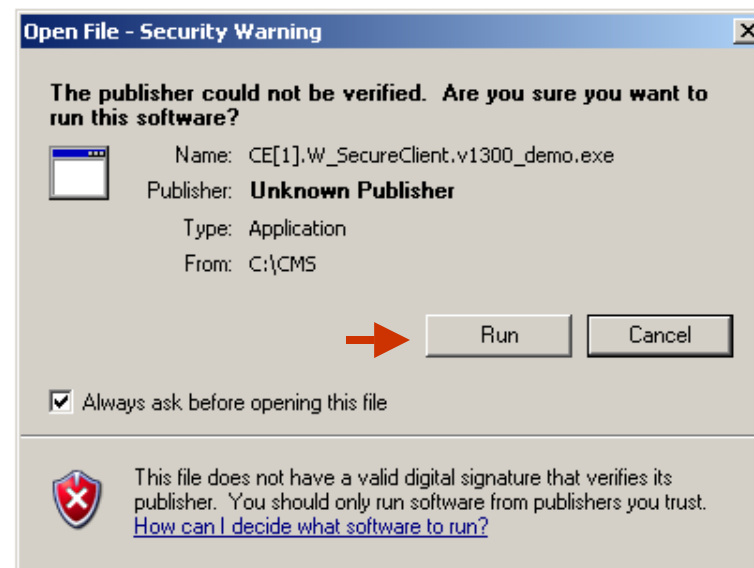 Open File - Security Warning
The publisher could not be verified. Are you sure you want to
run this software?
Name: CE[1].W_SecureClient.v1300_demo.exe
Publisher: Unknown Publisher
Type: Application
From: C:\CMS
Run Cancel
Always ask before opening this file
This file does not have a valid digital signature that verifies its
publisher. You should only run software from publishers you trust.
How can I decide what software to run?